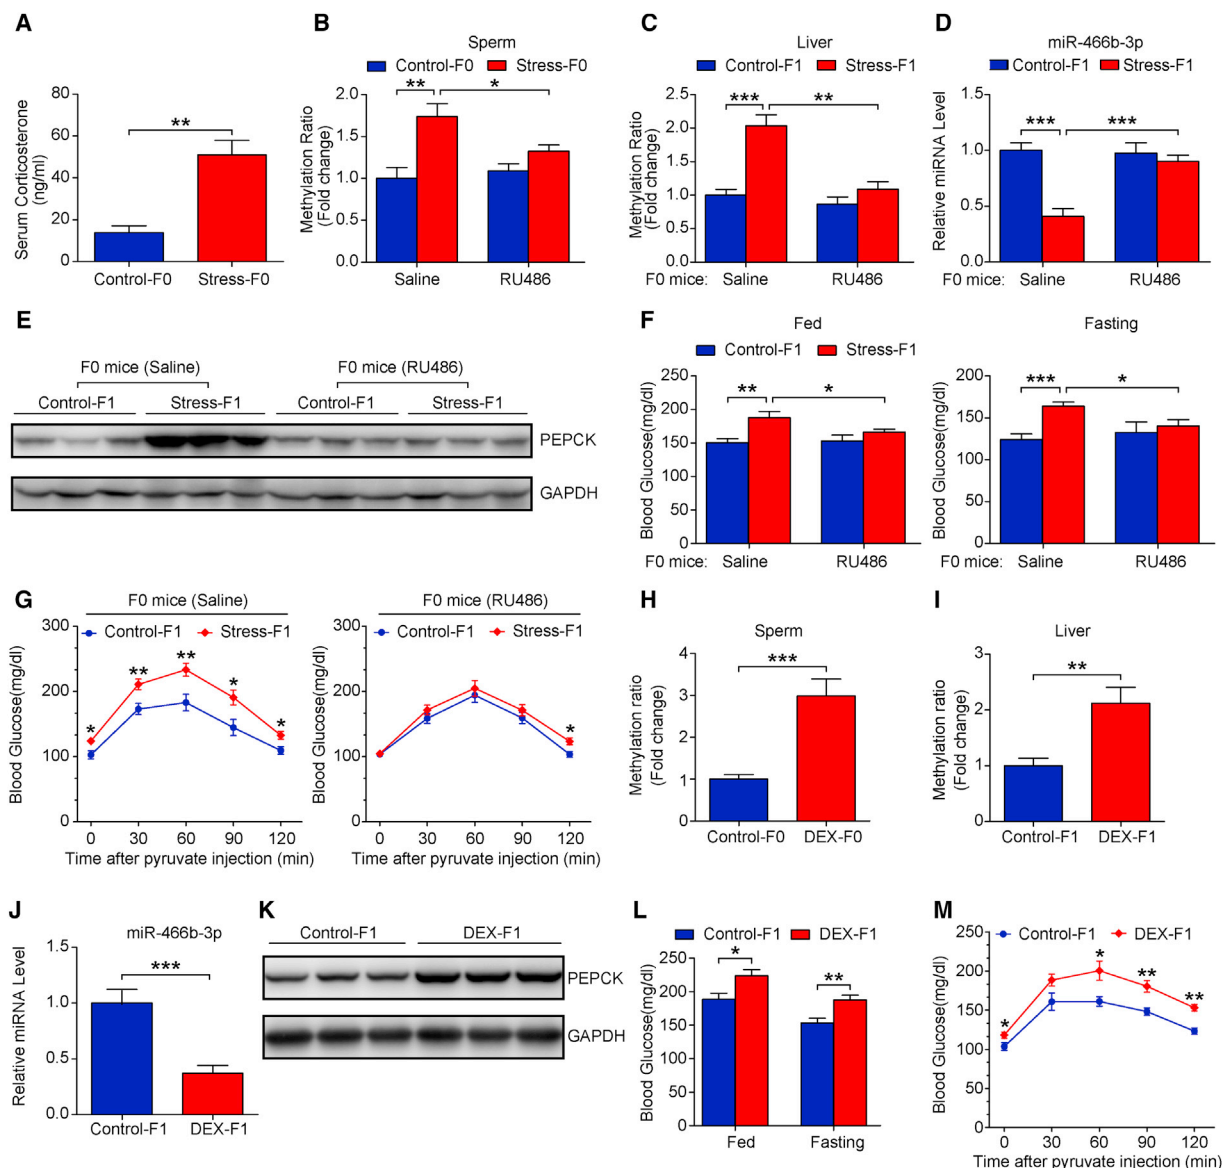 A
Serum Corticosterone
(ng/ml)
80
60
40
20
0
**
Control-F0 Stress-F0
B
Sperm
Control-F0 Stress-F0
Methylation Ratio
(Fold change)
2.0
1.5
1.0
0.5
0.0
** *
Saline RU486
C
Liver
Control-F1 Stress-F1
Methylation Ratio
(Fold change)
2.5
2.0
1.5
1.0
0.5
0.0
*** **
F0 mice: Saline RU486
D
miR-466b-3p
Control-F1 Stress-F1
Relative miRNA Level
1.5
1.0
0.5
0.0
*** ***
F0 mice: Saline RU486
E
F0 mice (Saline) F0 mice (RU486)
Control-F1 Stress-F1 Control-F1 Stress-F1
PEPCK
GAPDH
F
Fed
Control-F1 Stress-F1
Blood Glucose(mg/dl)
250
200
150
100
50
0
** *
F0 mice: Saline RU486
Fasting
Blood Glucose(mg/dl)
200
150
100
50
0
*** *
F0 mice: Saline RU486
G
F0 mice (Saline)
Control-F1 Stress-F1
Blood Glucose(mg/dl)
300
200
100
0
* ** ** * *
0 30 60 90 120
Time after pyruvate injection (min)
F0 mice (RU486)
Control-F1 Stress-F1
Blood Glucose(mg/dl)
300
200
100
0
*
0 30 60 90 120
Time after pyruvate injection (min)
H
Sperm
Methylation ratio
(Fold change)
4
3
2
1
0
***
Control-F0 DEX-F0
I
Liver
Methylation ratio
(Fold change)
3
2
1
0
**
Control-F1 DEX-F1
J
miR-466b-3p
Relative miRNA Level
1.5
1.0
0.5
0.0
***
Control-F1 DEX-F1
K
Control-F1 DEX-F1
PEPCK
GAPDH
L
Control-F1 DEX-F1
Blood Glucose(mg/dl)
250
200
150
100
50
0
* **
Fed Fasting
M
Control-F1 DEX-F1
Blood Glucose(mg/dl)
250
200
150
100
50
0
* * ** **
0 30 60 90 120
Time after pyruvate injection (min)